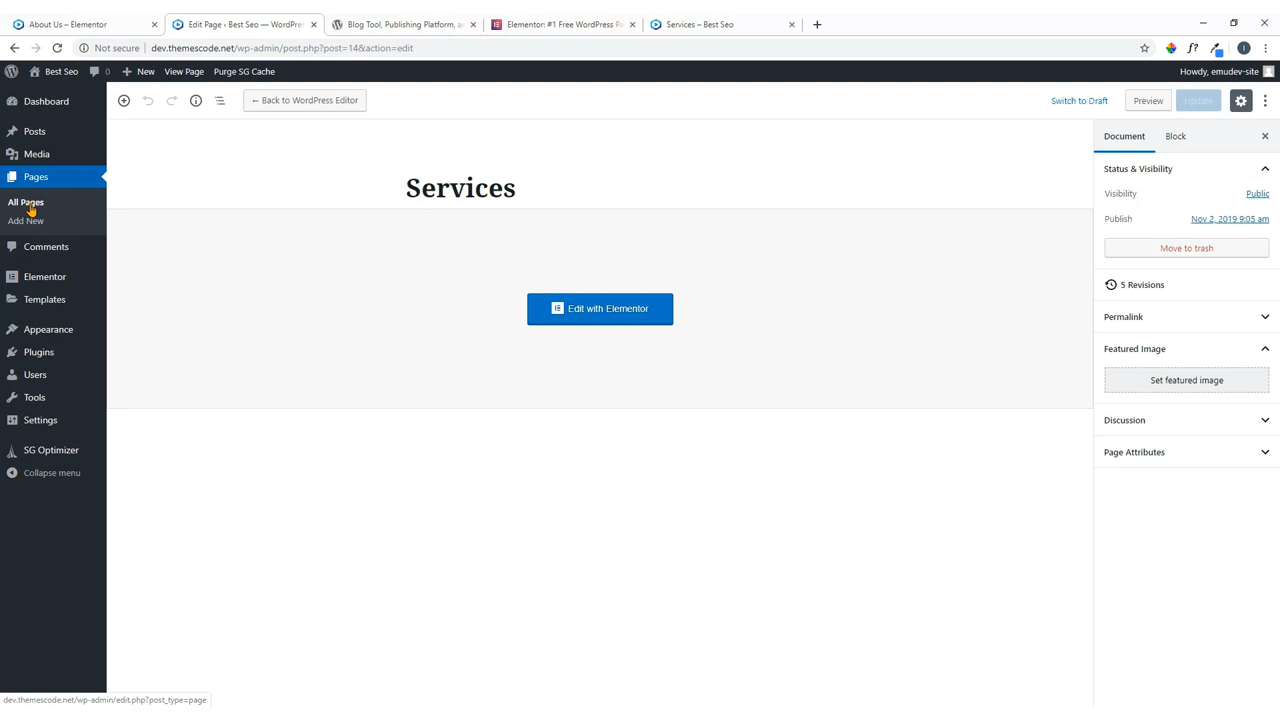 About Us – Elementor
Edit Page ‹ Best Seo — WordPres
Blog Tool, Publishing Platform, a
Elementor: #1 Free WordPress P
Services – Best Seo
Not secure
dev.themescode.net/wp-admin/post.php?post=14&action=edit
f?
I
Best Seo
0
New
View Page
Purge SG Cache
Howdy, emudev-site
Dashboard
Posts
Media
Pages
All Pages
Add New
Comments
Elementor
Templates
Appearance
Plugins
Users
Tools
Settings
SG Optimizer
Collapse menu
← Back to WordPress Editor
Switch to Draft
Preview
Update
Services
Edit with Elementor
Document
Block
Status & Visibility
Visibility
Public
Publish
Nov 2, 2019 9:05 am
Move to trash
5 Revisions
Permalink
Featured Image
Set featured image
Discussion
Page Attributes
dev.themescode.net/wp-admin/edit.php?post_type=page